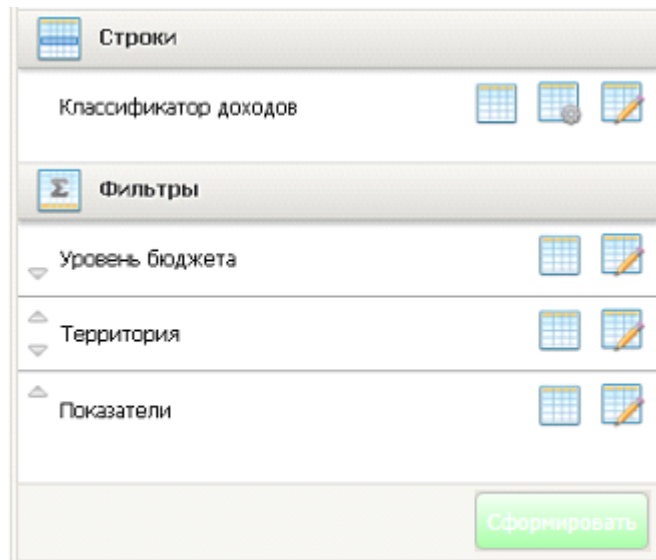 Строки
Классификатор доходов
Фильтры
Уровень бюджета
Территория
Показатели
Сформировать